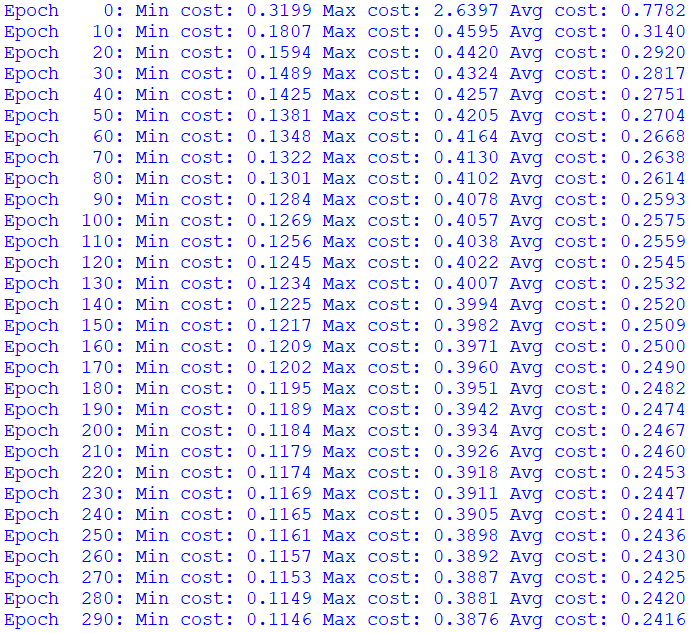 Epoch    0: Min cost: 0.3199 Max cost: 2.6397 Avg cost: 0.7782
Epoch   10: Min cost: 0.1807 Max cost: 0.4595 Avg cost: 0.3140
Epoch   20: Min cost: 0.1594 Max cost: 0.4420 Avg cost: 0.2920
Epoch   30: Min cost: 0.1489 Max cost: 0.4324 Avg cost: 0.2817
Epoch   40: Min cost: 0.1425 Max cost: 0.4257 Avg cost: 0.2751
Epoch   50: Min cost: 0.1381 Max cost: 0.4205 Avg cost: 0.2704
Epoch   60: Min cost: 0.1348 Max cost: 0.4164 Avg cost: 0.2668
Epoch   70: Min cost: 0.1322 Max cost: 0.4130 Avg cost: 0.2638
Epoch   80: Min cost: 0.1301 Max cost: 0.4102 Avg cost: 0.2614
Epoch   90: Min cost: 0.1284 Max cost: 0.4078 Avg cost: 0.2593
Epoch  100: Min cost: 0.1269 Max cost: 0.4057 Avg cost: 0.2575
Epoch  110: Min cost: 0.1256 Max cost: 0.4038 Avg cost: 0.2559
Epoch  120: Min cost: 0.1245 Max cost: 0.4022 Avg cost: 0.2545
Epoch  130: Min cost: 0.1234 Max cost: 0.4007 Avg cost: 0.2532
Epoch  140: Min cost: 0.1225 Max cost: 0.3994 Avg cost: 0.2520
Epoch  150: Min cost: 0.1217 Max cost: 0.3982 Avg cost: 0.2509
Epoch  160: Min cost: 0.1209 Max cost: 0.3971 Avg cost: 0.2500
Epoch  170: Min cost: 0.1202 Max cost: 0.3960 Avg cost: 0.2490
Epoch  180: Min cost: 0.1195 Max cost: 0.3951 Avg cost: 0.2482
Epoch  190: Min cost: 0.1189 Max cost: 0.3942 Avg cost: 0.2474
Epoch  200: Min cost: 0.1184 Max cost: 0.3934 Avg cost: 0.2467
Epoch  210: Min cost: 0.1179 Max cost: 0.3926 Avg cost: 0.2460
Epoch  220: Min cost: 0.1174 Max cost: 0.3918 Avg cost: 0.2453
Epoch  230: Min cost: 0.1169 Max cost: 0.3911 Avg cost: 0.2447
Epoch  240: Min cost: 0.1165 Max cost: 0.3905 Avg cost: 0.2441
Epoch  250: Min cost: 0.1161 Max cost: 0.3898 Avg cost: 0.2436
Epoch  260: Min cost: 0.1157 Max cost: 0.3892 Avg cost: 0.2430
Epoch  270: Min cost: 0.1153 Max cost: 0.3887 Avg cost: 0.2425
Epoch  280: Min cost: 0.1149 Max cost: 0.3881 Avg cost: 0.2420
Epoch  290: Min cost: 0.1146 Max cost: 0.3876 Avg cost: 0.2416